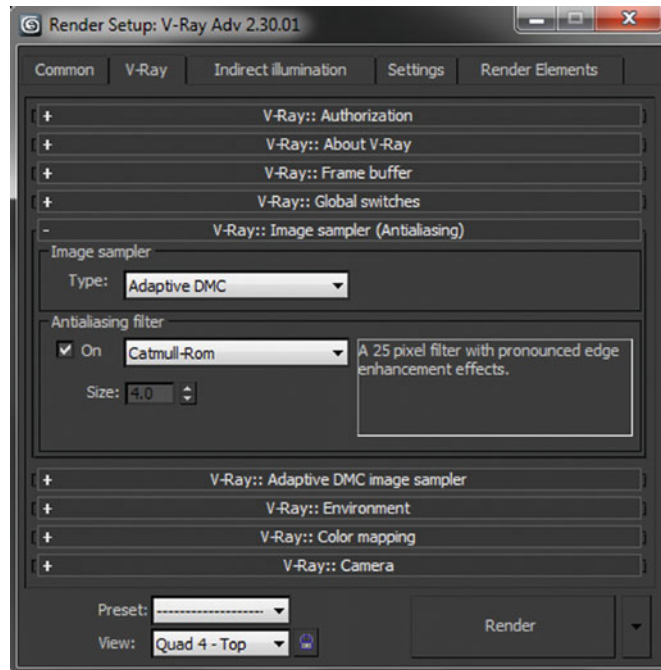 Render Setup: V-Ray Adv 2.30.01
Common V-Ray Indirect illumination Settings Render Elements
+ V-Ray:: Authorization
+ V-Ray:: About V-Ray
+ V-Ray:: Frame buffer
+ V-Ray:: Global switches
- V-Ray:: Image sampler (Antialiasing)
Image sampler
Type: Adaptive DMC
Antialiasing filter
On Catmull-Rom
A 25 pixel filter with pronounced edge
enhancement effects.
Size: 4.0
+ V-Ray:: Adaptive DMC image sampler
+ V-Ray:: Environment
+ V-Ray:: Color mapping
+ V-Ray:: Camera
Preset: -------------------
View: Quad 4 - Top
Render